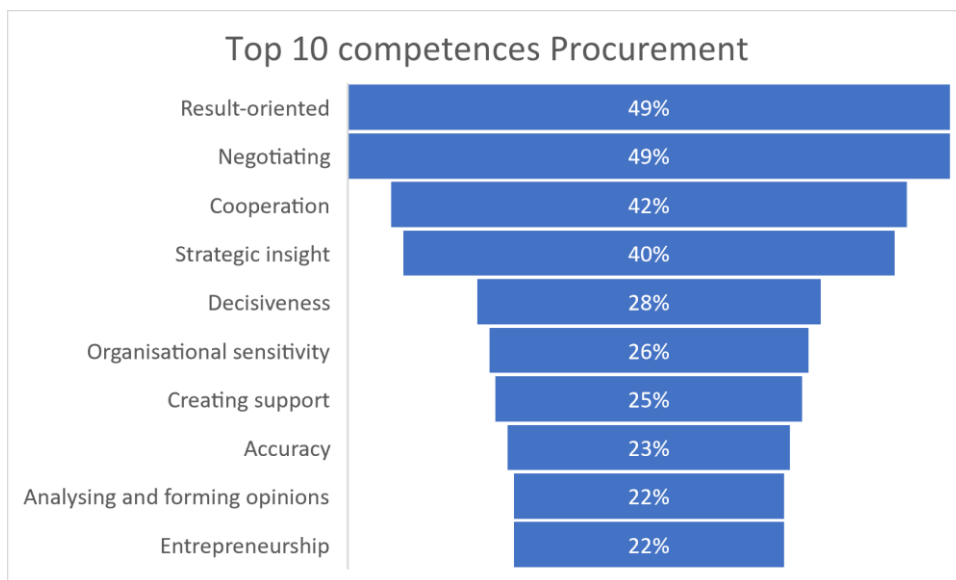 Top 10 competences Procurement
Result-oriented 49%
Negotiating 49%
Cooperation 42%
Strategic insight 40%
Decisiveness 28%
Organisational sensitivity 26%
Creating support 25%
Accuracy 23%
Analysing and forming opinions 22%
Entrepreneurship 22%